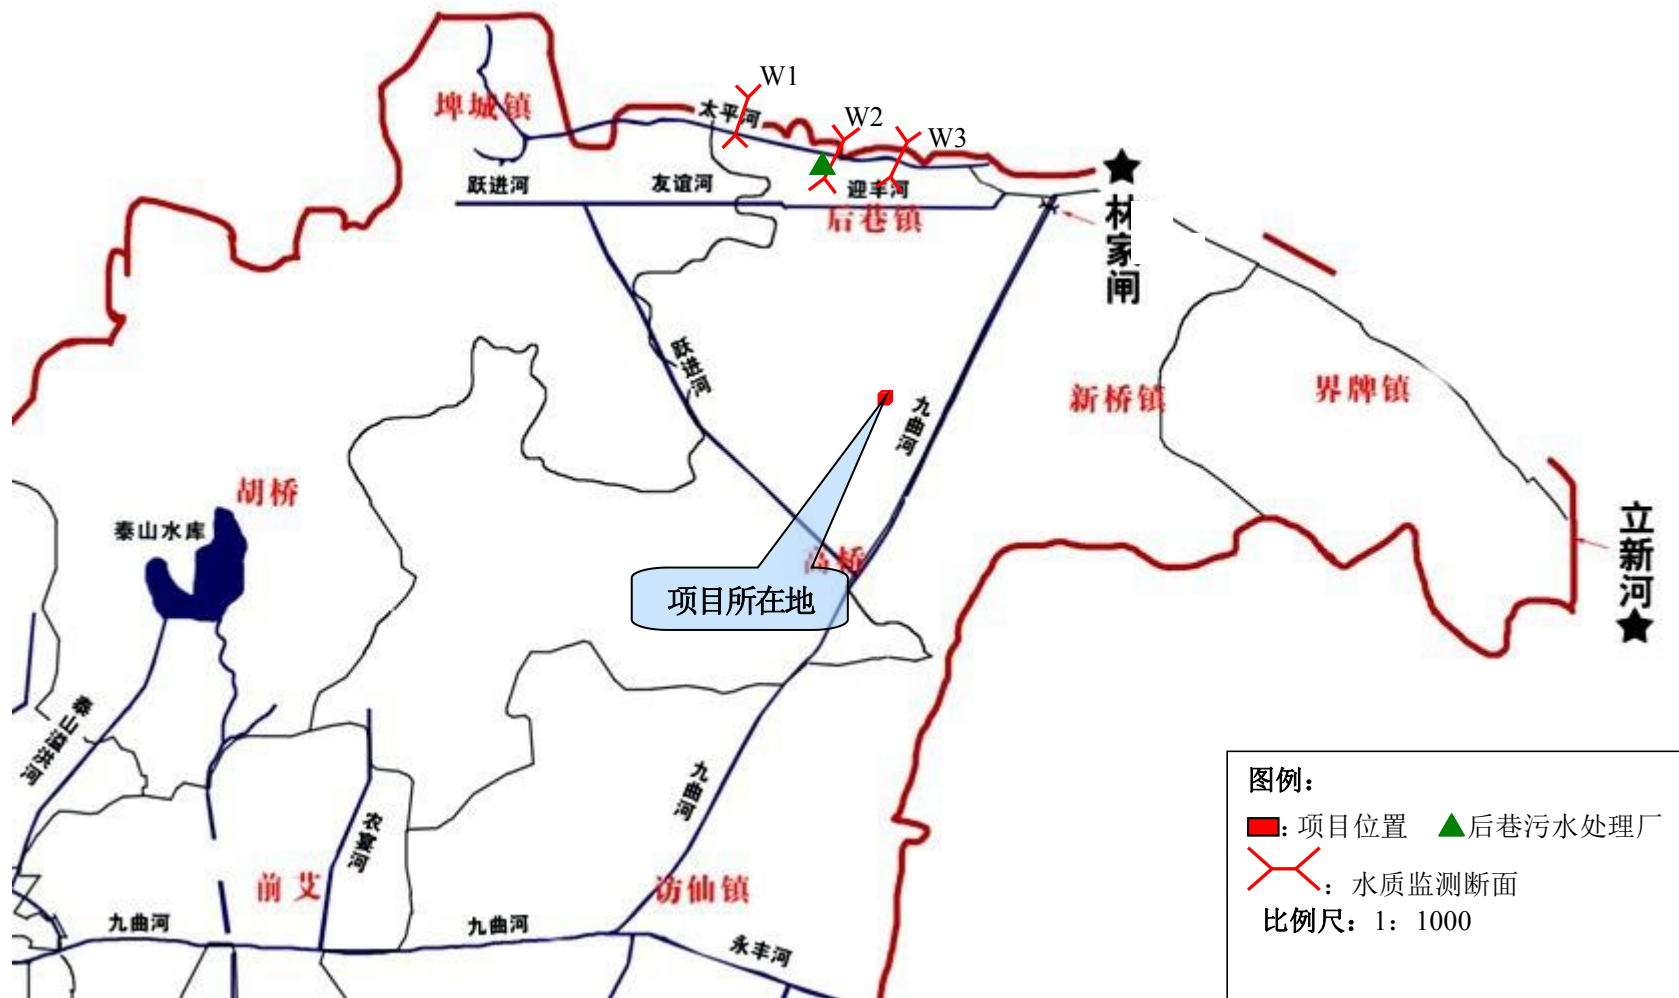 W1
埤城镇
太平河
W2
W3
跃进河
友谊河
迎丰河
后巷镇
林家闸
跃进河
九曲河
新桥镇
界牌镇
胡桥
泰山水库
立新河
高桥
项目所在地
泰山溢洪河
九曲河
农宴河
前艾
访仙镇
九曲河
九曲河
永丰河
图例：
：项目位置 后巷污水处理厂
：水质监测断面
比例尺：1：1000